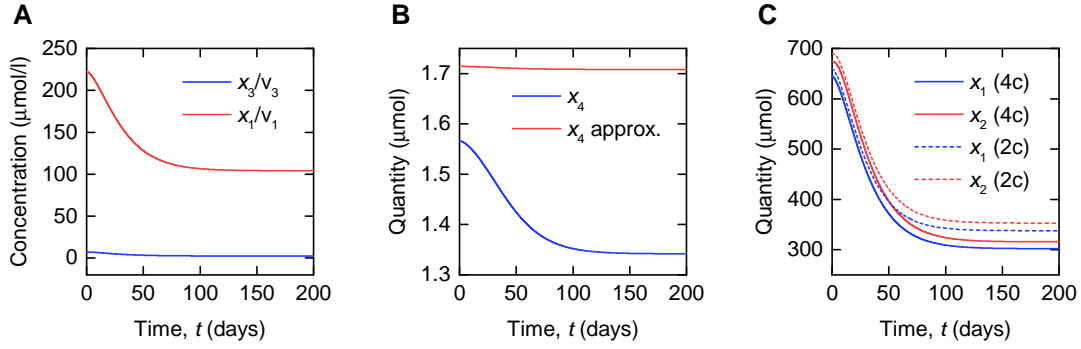 A
Concentration (μmol/l)
250
200
150
100
50
0
x3/v3
x1/v1
0 50 100 150 200
Time, t (days)
B
Quantity (μmol)
1.7
1.6
1.5
1.4
1.3
x4
x4 approx.
0 50 100 150 200
Time, t (days)
C
Quantity (μmol)
700
600
500
400
300
x1 (4c)
x2 (4c)
x1 (2c)
x2 (2c)
0 50 100 150 200
Time, t (days)